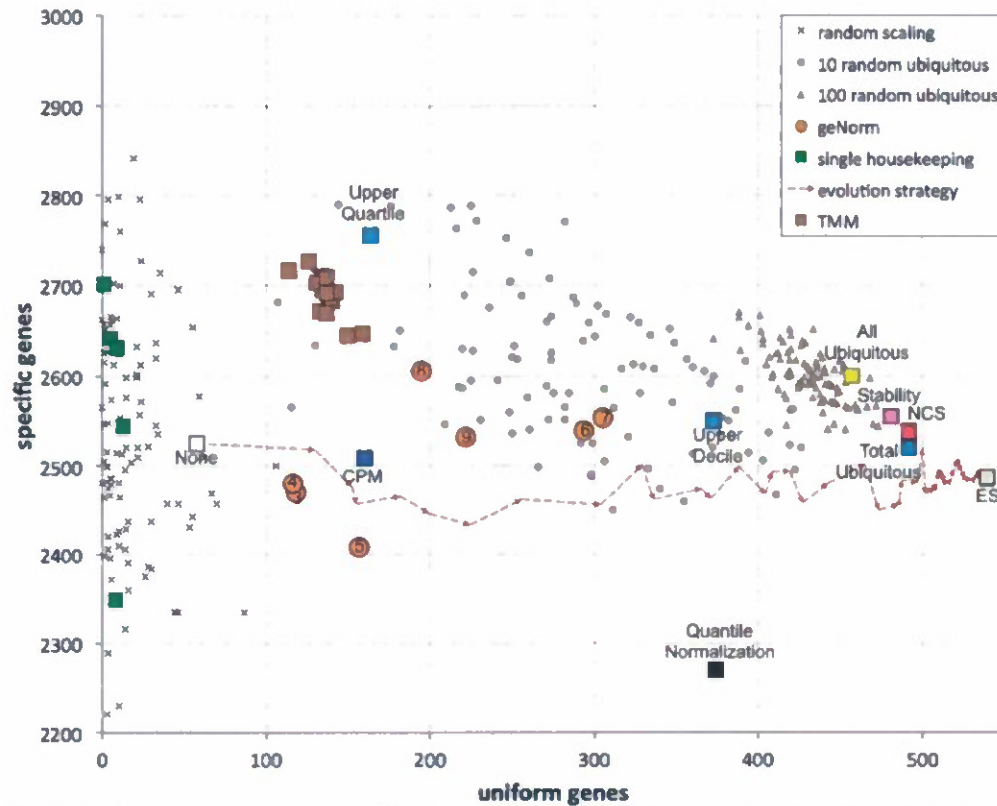 3000
2900
2800
2700
2600
2500
2400
2300
2200
specific genes
0
100
200
300
400
500
uniform genes
random scaling
10 random ubiquitous
100 random ubiquitous
geNorm
single housekeeping
evolution strategy
TMM
Upper
Quartile
All
Ubiquitous
Stability
NCS
Total
Ubiquitous
ES
Upper
Decile
None
CPM
Quantile
Normalization
8
9
6
7
4
5